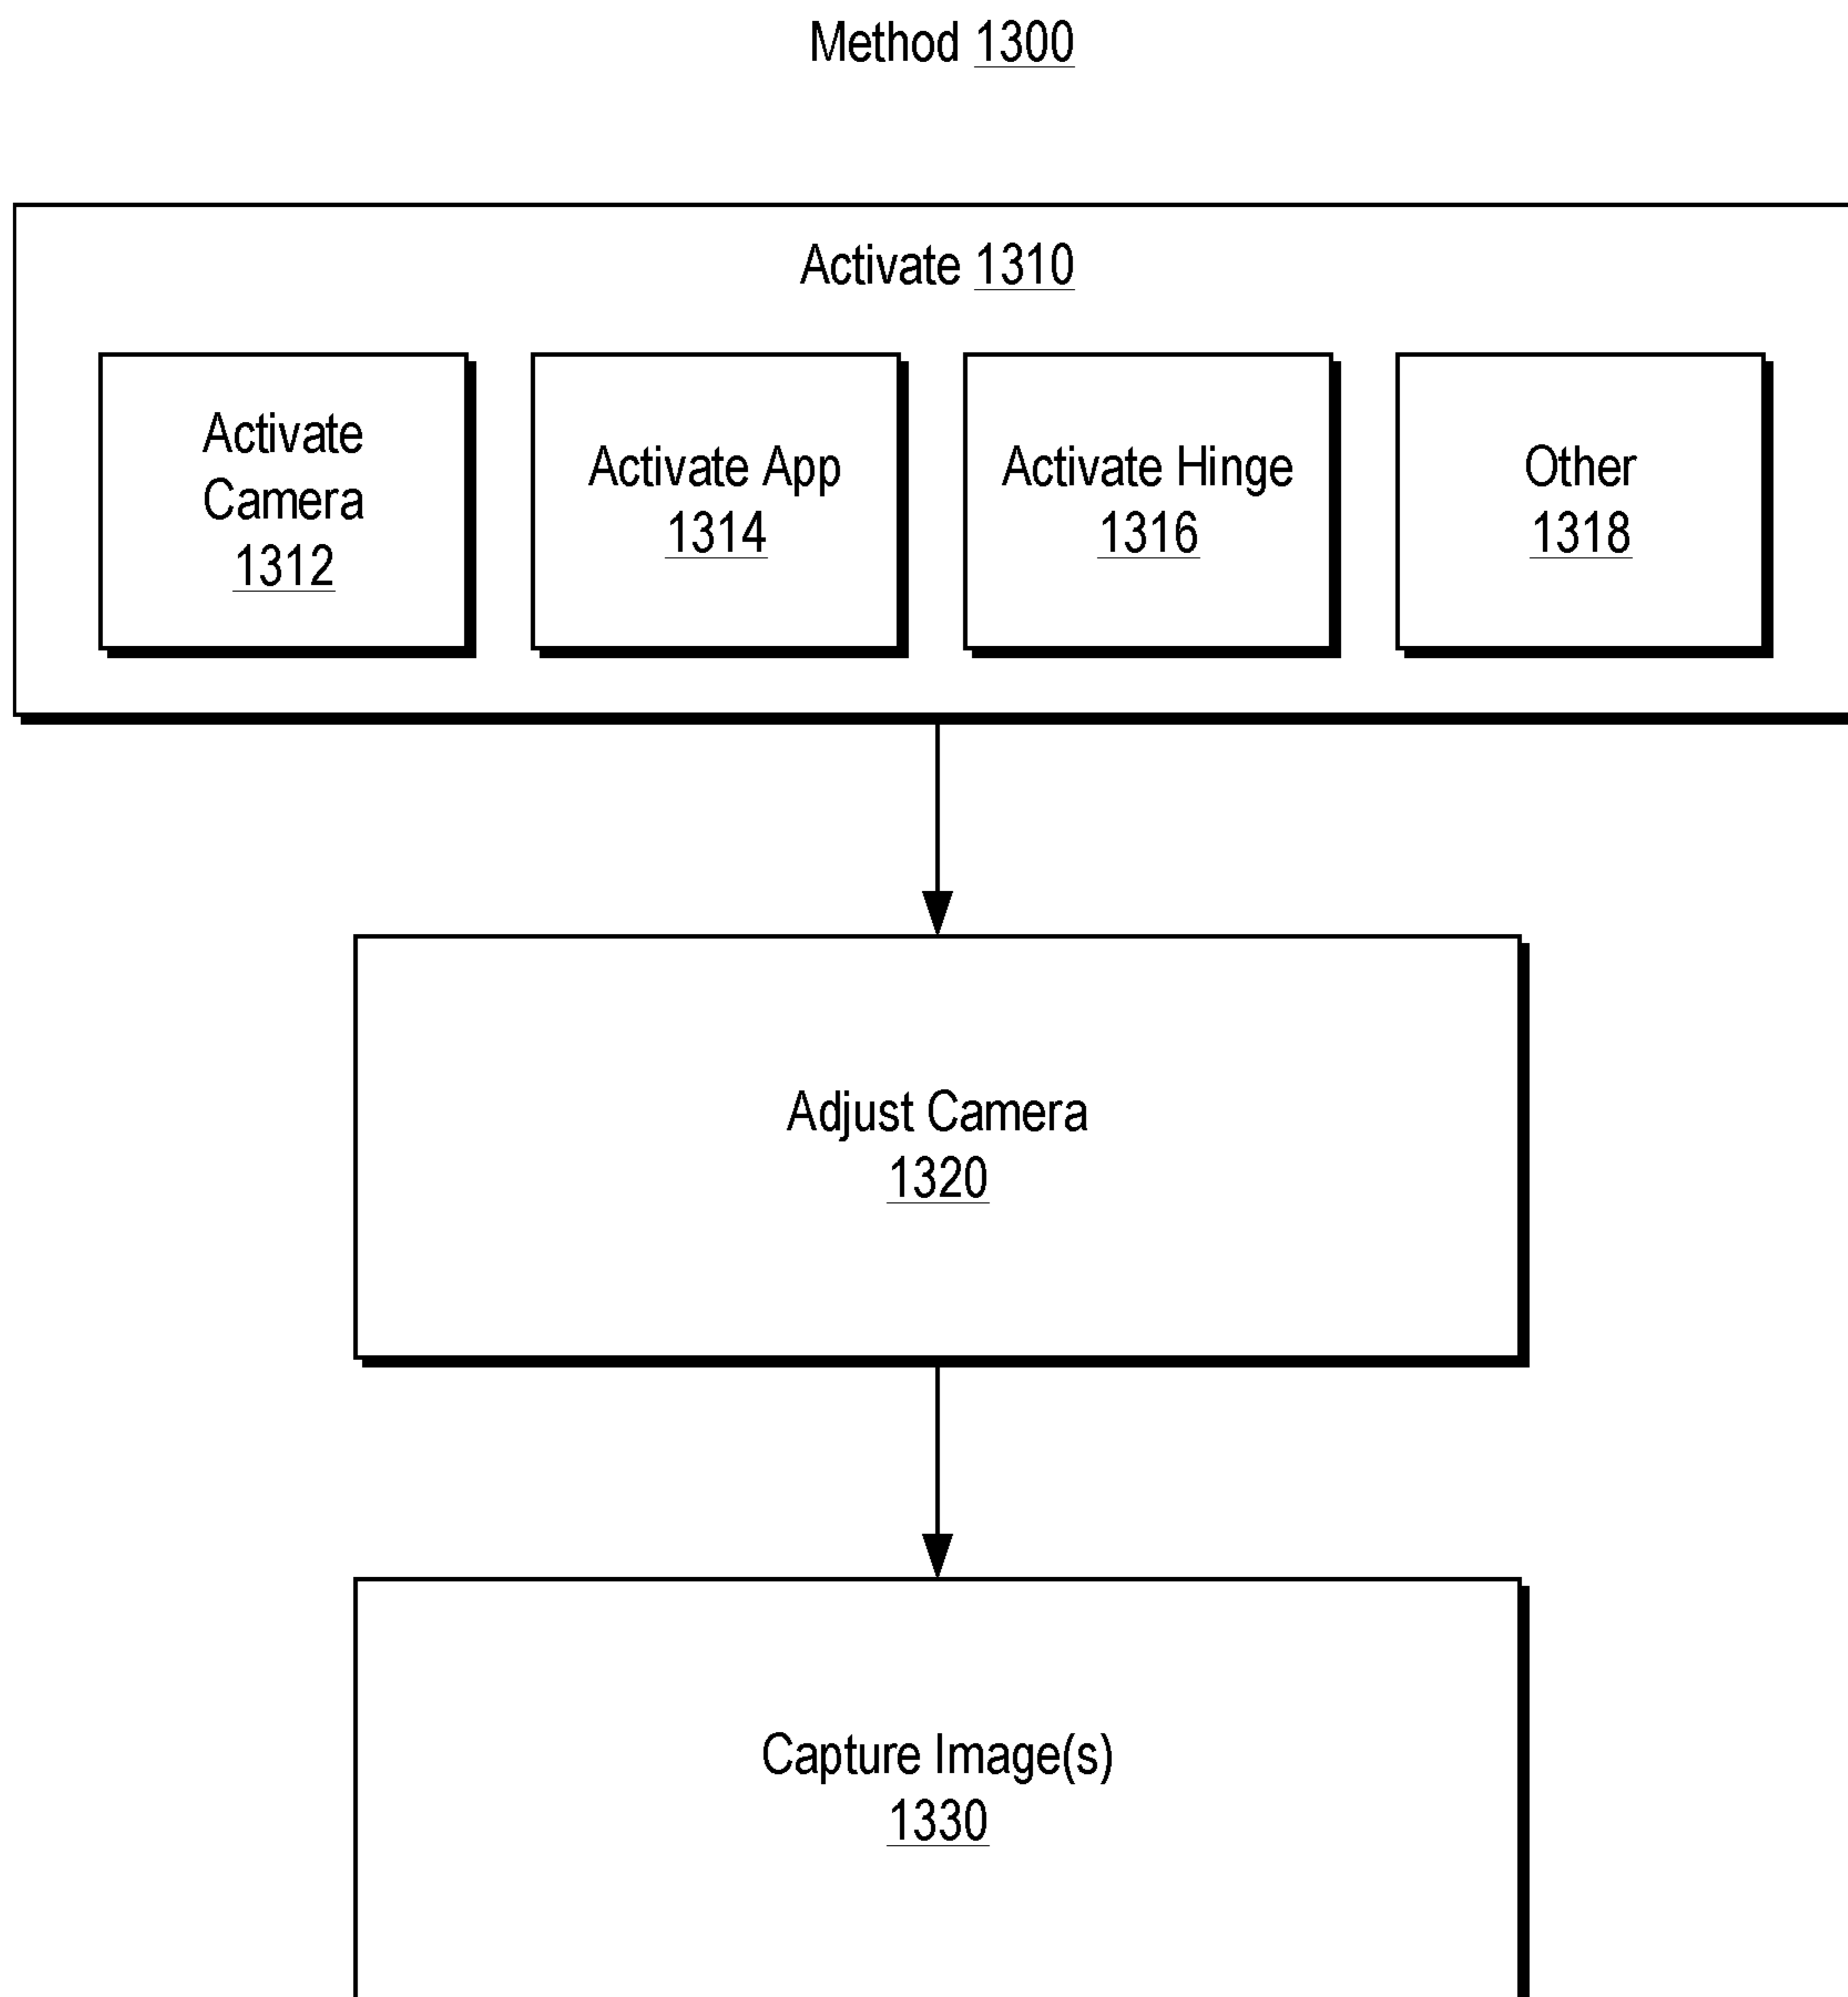 Method 1300
Activate 1310
Activate
Camera
1312
Activate App
1314
Activate Hinge
1316
Other
1318
Adjust Camera
1320
Capture Image(s)
1330